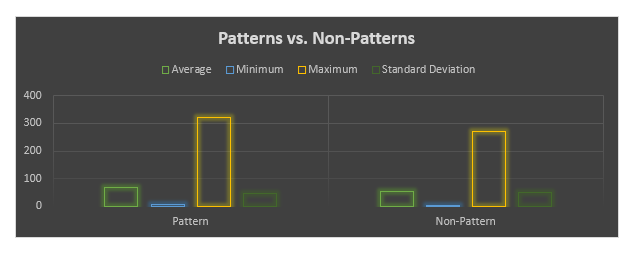 Patterns vs. Non-Patterns
Average Minimum Maximum Standard Deviation
400
300
200
100
0
Pattern Non-Pattern